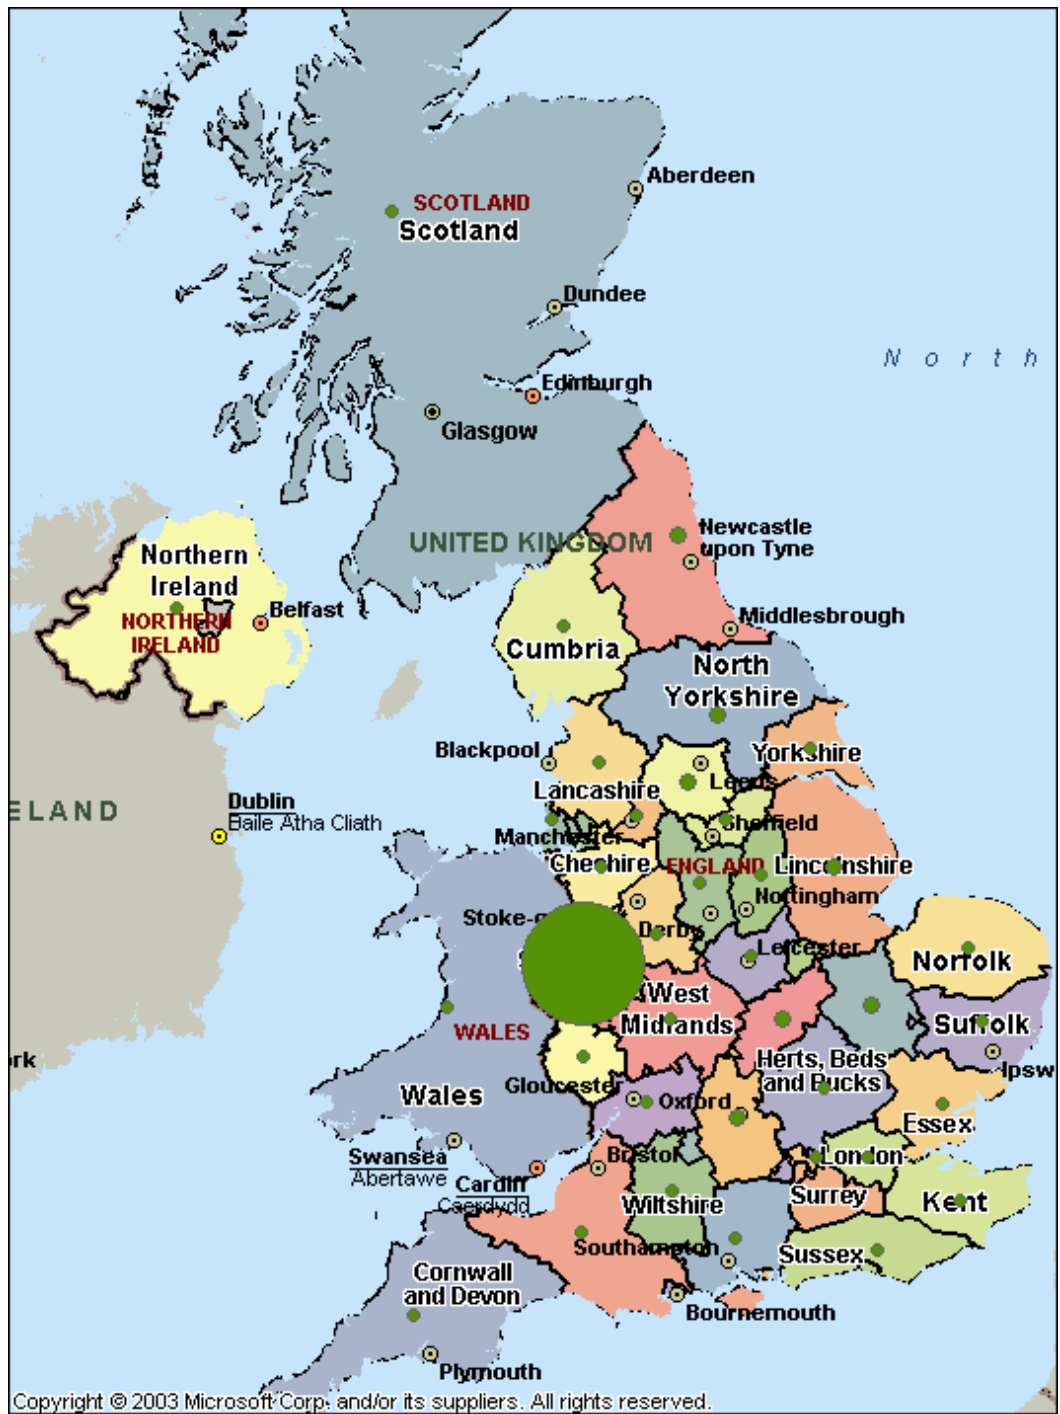 Aberdeen
SCOTLAND
Scotland
Dundee
North
Edinburgh
Glasgow
Newcastle
upon Tyne
UNITED KINGDOM
Northern
Ireland
Belfast
NORTHERN
IRELAND
Middlesbrough
Cumbria
North
Yorkshire
Blackpool
Yorkshire
Leeds
Lancashire
ELAND
Dublin
Baile Atha Cliath
Manchester
Sheffield
Cheshire
ENGLAND
Lincolnshire
Nottingham
Stoke-o
Derby
Leicester
Norfolk
West
Midlands
Suffolk
WALES
rk
Herts, Beds
and Bucks
Ipsw
Gloucester
Wales
Oxford
Essex
Swansea
Abertawe
Bristol
London
Cardiff
Caerdydd
Wiltshire
Surrey
Kent
Southampton
Sussex
Cornwall
and Devon
Bournemouth
Plymouth
Copyright © 2003 Microsoft Corp. and/or its suppliers. All rights reserved.